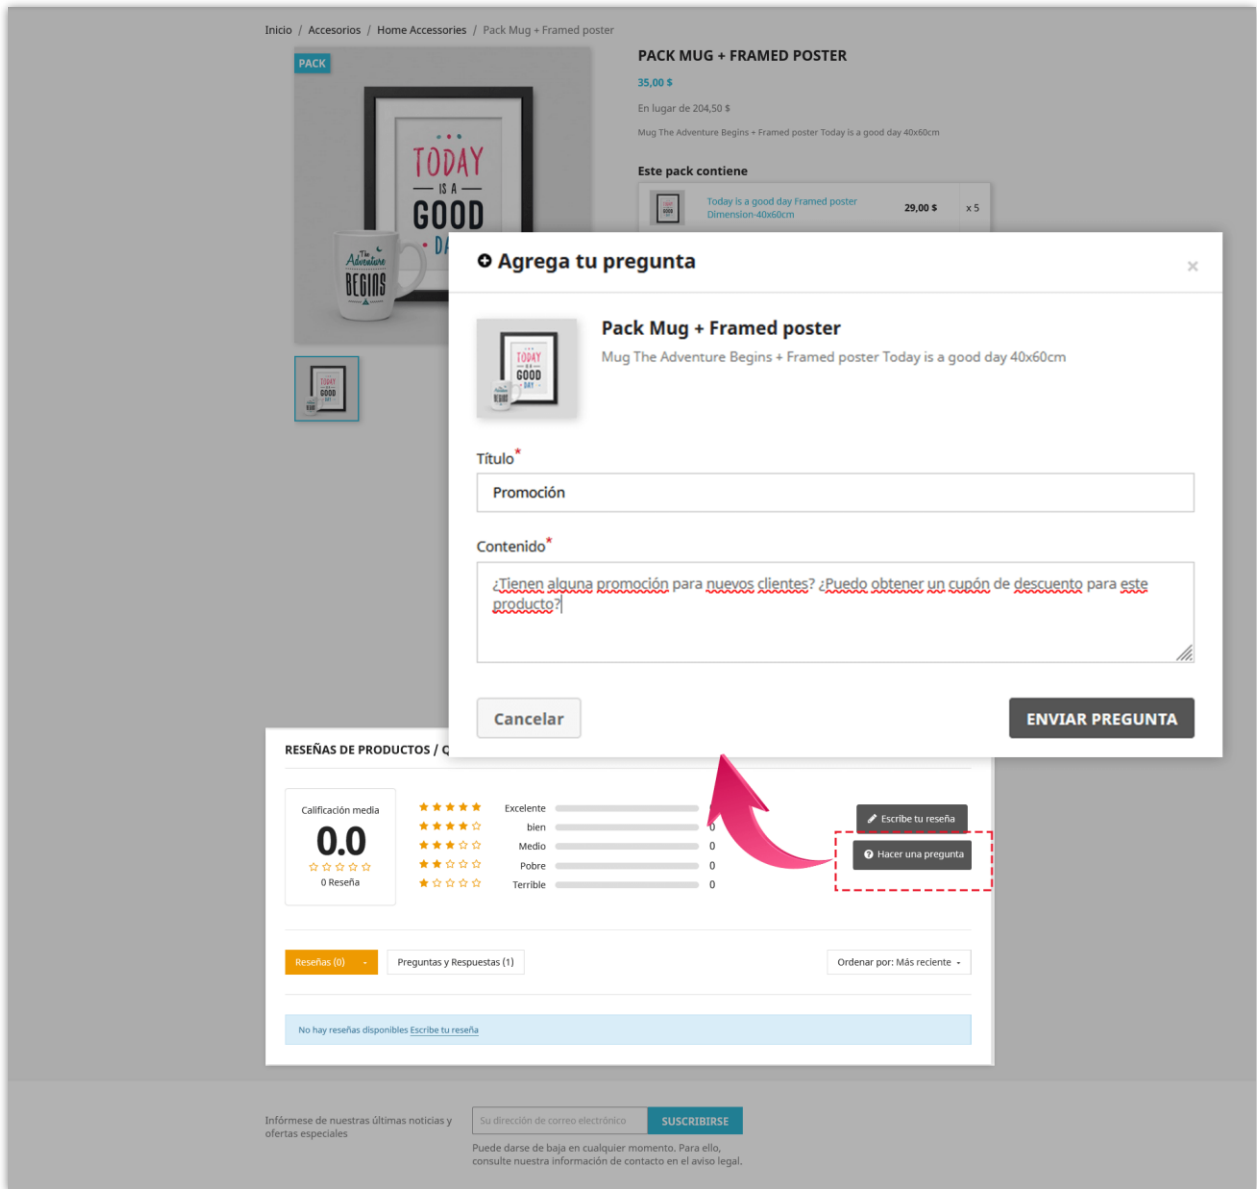 Inicio / Accesorios / Home Accessories / Pack Mug + Framed poster
PACK
TODAY
IS A
GOOD
The
Adventure
BEGINS
PACK MUG + FRAMED POSTER
35,00 $
En lugar de 204,50 $
Mug The Adventure Begins + Framed poster Today is a good day 40x60cm
Este pack contiene
Today is a good day Framed poster
Dimension-40x60cm
29,00 $
x 5
Agrega tu pregunta
×
TODAY
IS A
GOOD
DAY
Pack Mug + Framed poster
Mug The Adventure Begins + Framed poster Today is a good day 40x60cm
Título*
Promoción
Contenido*
¿Tienen alguna promoción para nuevos clientes? ¿Puedo obtener un cupón de descuento para este
producto?
Cancelar
ENVIAR PREGUNTA
RESEÑAS DE PRODUCTOS / Q
Calificación media
0.0
0 Reseña
Excelente
bien 0
Medio 0
Pobre 0
Terrible 0
Escribe tu reseña
Hacer una pregunta
Reseñas (0)
Preguntas y Respuestas (1)
Ordenar por: Más reciente
No hay reseñas disponibles Escribe tu reseña
Infórmese de nuestras últimas noticias y
ofertas especiales
Su dirección de correo electrónico
SUSCRIBIRSE
Puede darse de baja en cualquier momento. Para ello,
consulte nuestra información de contacto en el aviso legal.